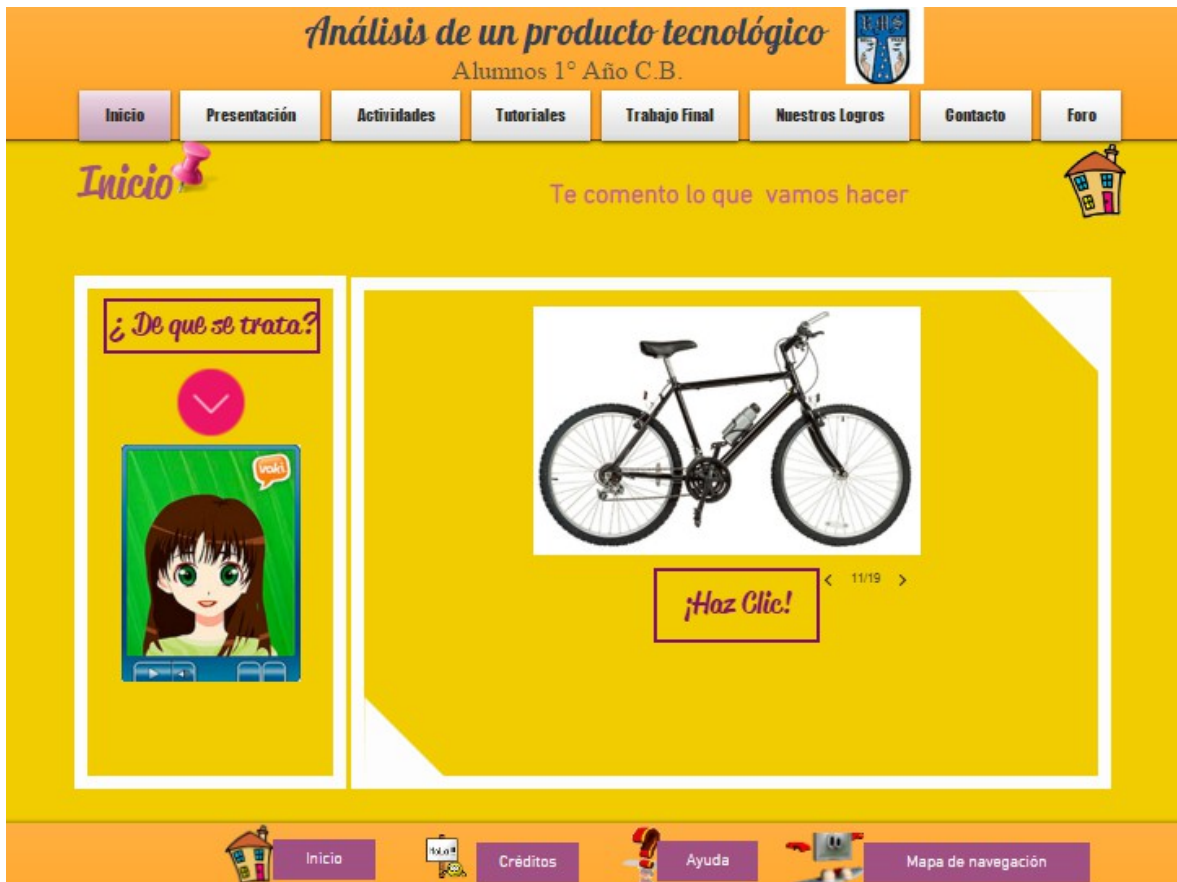 Análisis de un producto tecnológico
Alumnos 1° Año C.B.
Inicio
Presentación
Actividades
Tutoriales
Trabajo Final
Nuestros Logros
Contacto
Foro
Inicio
Te comento lo que vamos hacer
¿ De que se trata?
voki
11/19
¡Haz Clic!
Inicio
HoLa!!
Créditos
Ayuda
Mapa de navegación